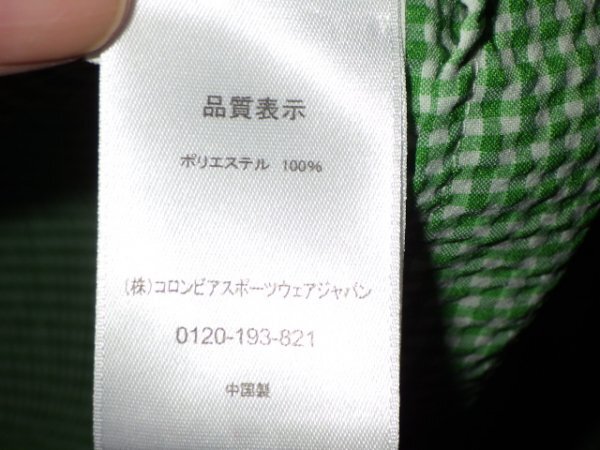 品質表示
ポリエステル 100%
(株)コロンビアスポーツウェアジャパン
0120-193-821
中国製